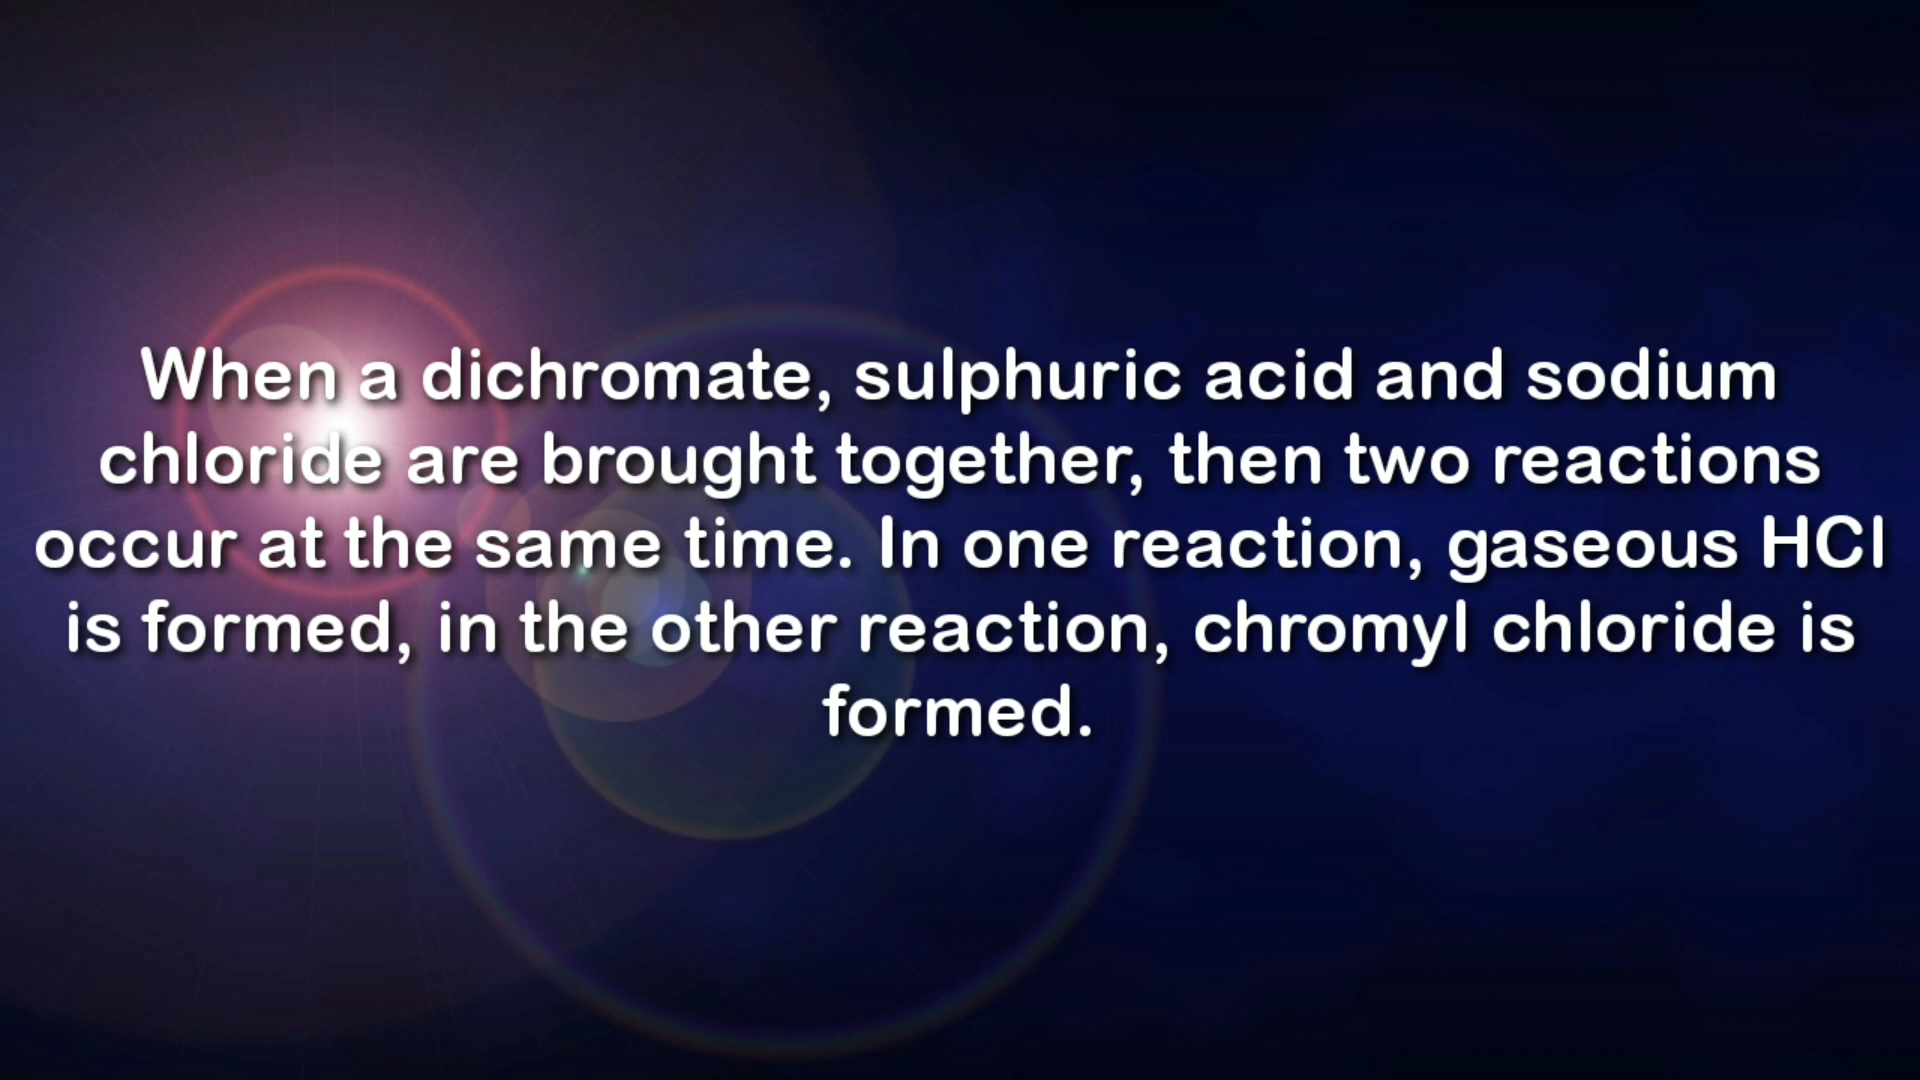 When a dichromate, sulphuric acid and sodium
chloride are brought together, then two reactions
occur at the same time. In one reaction, gaseous HCl
is formed, in the other reaction, chromyl chloride is
formed.